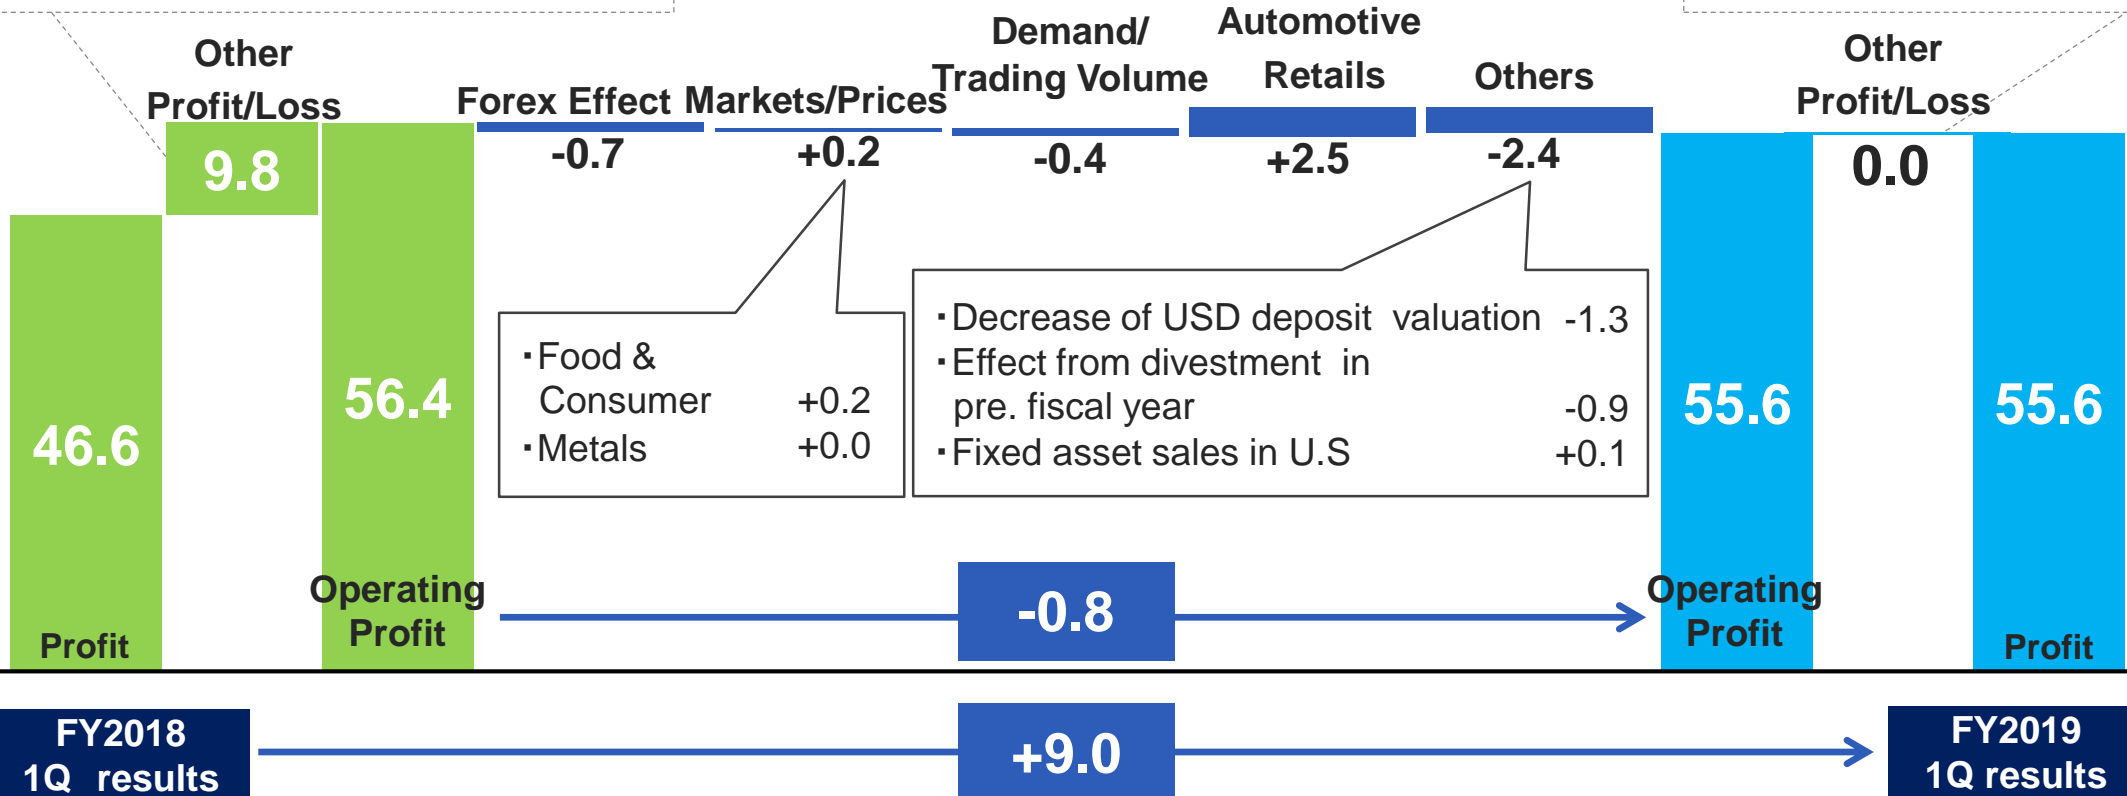 Other
Profit/Loss
9.8
Forex Effect
-0.7
Markets/Prices
+0.2
Demand/
Trading Volume
-0.4
Automotive
Retails
+2.5
Others
-2.4
Other
Profit/Loss
0.0
・Food &
Consumer +0.2
・Metals +0.0
・Decrease of USD deposit valuation -1.3
・Effect from divestment in
pre. fiscal year -0.9
・Fixed asset sales in U.S +0.1
46.6
56.4
55.6
55.6
Profit
Operating
Profit
-0.8
Operating
Profit
Profit
FY2018
1Q results
+9.0
FY2019
1Q results